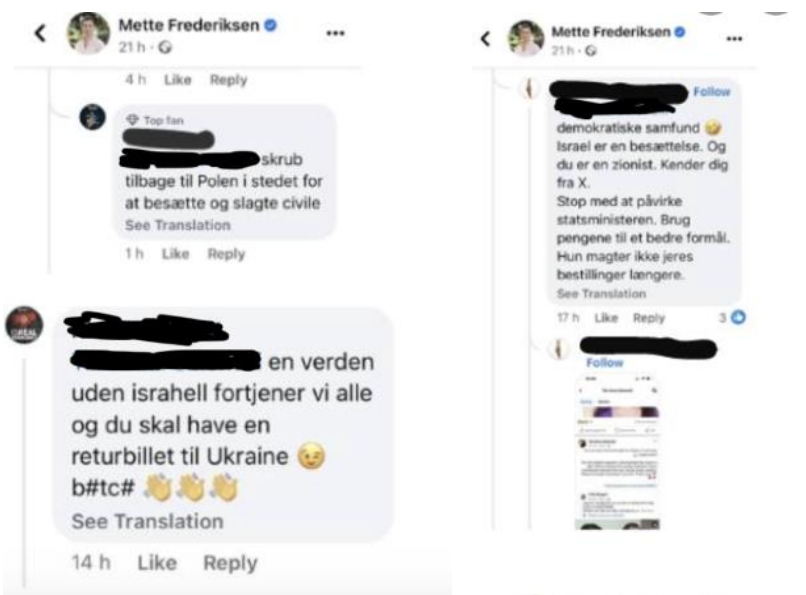 Mette Frederiksen
21 h ·
4 h Like Reply
Top fan
skrub
tilbage til Polen i stedet for
at besætte og slagte civile
See Translation
1 h Like Reply
en verden
uden israhell fortjener vi alle
og du skal have en
returbillet til Ukraine 😉
b#tc# 👏👏👏
See Translation
14 h Like Reply
Mette Frederiksen
21 h ·
Follow
demokratiske samfund 🤣
Israel er en besættelse. Og
du er en zionist. Kender dig
fra X.
Stop med at påvirke
statsministeren. Brug
pengene til et bedre formål.
Hun magter ikke jeres
bestillinger længere.
See Translation
17 h Like Reply 3
Follow